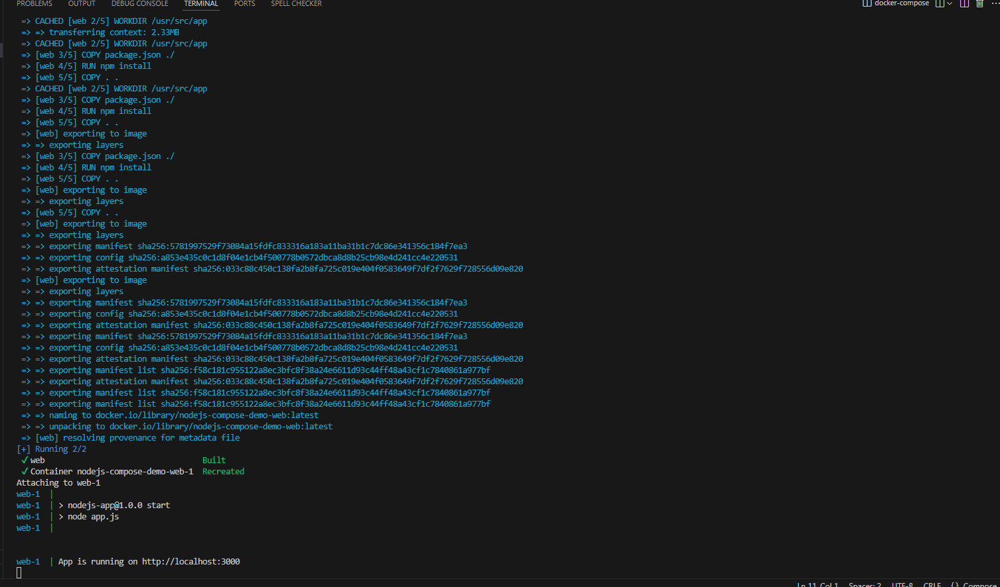 PROBLEMS OUTPUT DEBUG CONSOLE TERMINAL PORTS SPELL CHECKER docker-compose
=> CACHED [web 2/5] WORKDIR /usr/src/app
=> => transferring context: 2.33MB
=> CACHED [web 2/5] WORKDIR /usr/src/app
=> [web 3/5] COPY package.json ./
=> [web 4/5] RUN npm install
=> [web 5/5] COPY . .
=> CACHED [web 2/5] WORKDIR /usr/src/app
=> [web 3/5] COPY package.json ./
=> [web 4/5] RUN npm install
=> [web 5/5] COPY . .
=> [web] exporting to image
=> => exporting layers
=> [web 3/5] COPY package.json ./
=> [web 4/5] RUN npm install
=> [web 5/5] COPY . .
=> [web] exporting to image
=> => exporting layers
=> [web 5/5] COPY . .
=> [web] exporting to image
=> => exporting layers
=> => exporting manifest sha256:5781997529f73084a15fdfc833316a183a11ba31b1c7dc86e341356c184f7ea3
=> => exporting config sha256:a853e435c0c1d8f04e1cb4f500778b0572dbca8d8b25cb98e4d241cc4e220531
=> => exporting attestation manifest sha256:033c88c450c138fa2b8fa725c019e404f0583649f7df2f7629f728556d09e820
=> [web] exporting to image
=> => exporting layers
=> => exporting manifest sha256:5781997529f73084a15fdfc833316a183a11ba31b1c7dc86e341356c184f7ea3
=> => exporting config sha256:a853e435c0c1d8f04e1cb4f500778b0572dbca8d8b25cb98e4d241cc4e220531
=> => exporting attestation manifest sha256:033c88c450c138fa2b8fa725c019e404f0583649f7df2f7629f728556d09e820
=> => exporting manifest sha256:5781997529f73084a15fdfc833316a183a11ba31b1c7dc86e341356c184f7ea3
=> => exporting config sha256:a853e435c0c1d8f04e1cb4f500778b0572dbca8d8b25cb98e4d241cc4e220531
=> => exporting attestation manifest sha256:033c88c450c138fa2b8fa725c019e404f0583649f7df2f7629f728556d09e820
=> => exporting manifest list sha256:f58c181c955122a8ec3bfc8f38a24e6611d93c44ff48a43cf1c7840861a977bf
=> => exporting attestation manifest sha256:033c88c450c138fa2b8fa725c019e404f0583649f7df2f7629f728556d09e820
=> => exporting manifest list sha256:f58c181c955122a8ec3bfc8f38a24e6611d93c44ff48a43cf1c7840861a977bf
=> => exporting manifest list sha256:f58c181c955122a8ec3bfc8f38a24e6611d93c44ff48a43cf1c7840861a977bf
=> => naming to docker.io/library/nodejs-compose-demo-web:latest
=> => unpacking to docker.io/library/nodejs-compose-demo-web:latest
=> [web] resolving provenance for metadata file
[+] Running 2/2
✔ web Built
✔ Container nodejs-compose-demo-web-1 Recreated
Attaching to web-1
web-1 |
web-1 | > nodejs-app@1.0.0 start
web-1 | > node app.js
web-1 |
web-1 | App is running on http://localhost:3000
Ln 11, Col 1 Spaces: 2 UTF-8 CRLF {} Compose